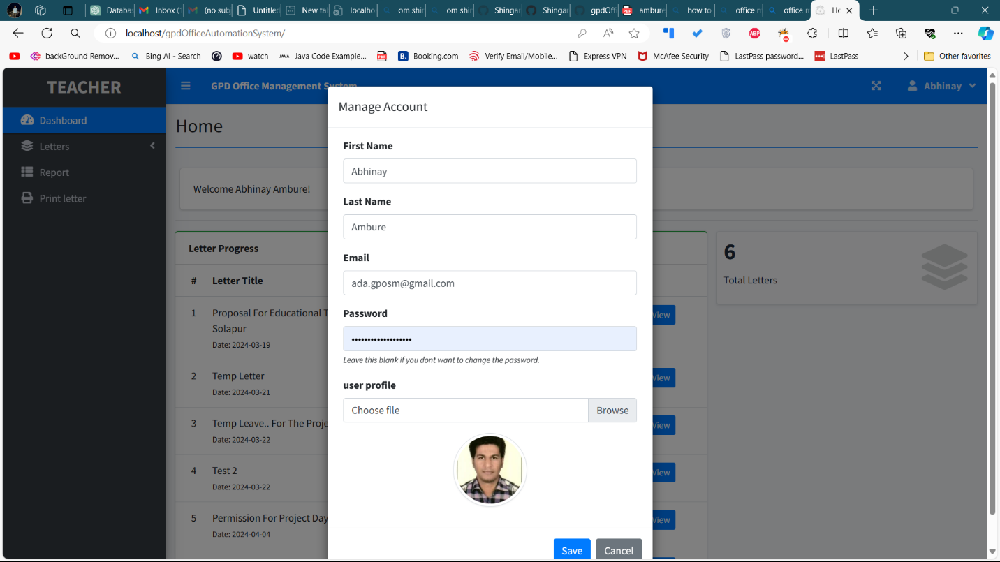 Databa
Inbox (1
(no sub
Untitled
New tab
localho
om shir
om shir
Shingar
Shingar
gpdOffi
ambure
how to
office n
office m
Ho
localhost/gpdOfficeAutomationSystem/
backGround Remov...
Bing AI - Search
watch
Java Code Example...
Booking.com
Verify Email/Mobile...
Express VPN
McAfee Security
LastPass password...
LastPass
Other favorites
TEACHER
GPD Office Management System
Abhinay
Dashboard
Letters
Report
Print letter
Home
Welcome Abhinay Ambure!
Letter Progress
# Letter Title
1 Proposal For Educational T
Solapur
Date: 2024-03-19
View
2 Temp Letter
Date: 2024-03-21
View
3 Temp Leave.. For The Proje
Date: 2024-03-22
View
4 Test 2
Date: 2024-03-22
View
5 Permission For Project Day
Date: 2024-04-04
View
6
Total Letters
Manage Account
First Name
Abhinay
Last Name
Ambure
Email
ada.gposm@gmail.com
Password
•••••••••••••••••••
Leave this blank if you dont want to change the password.
user profile
Choose file
Browse
Save
Cancel